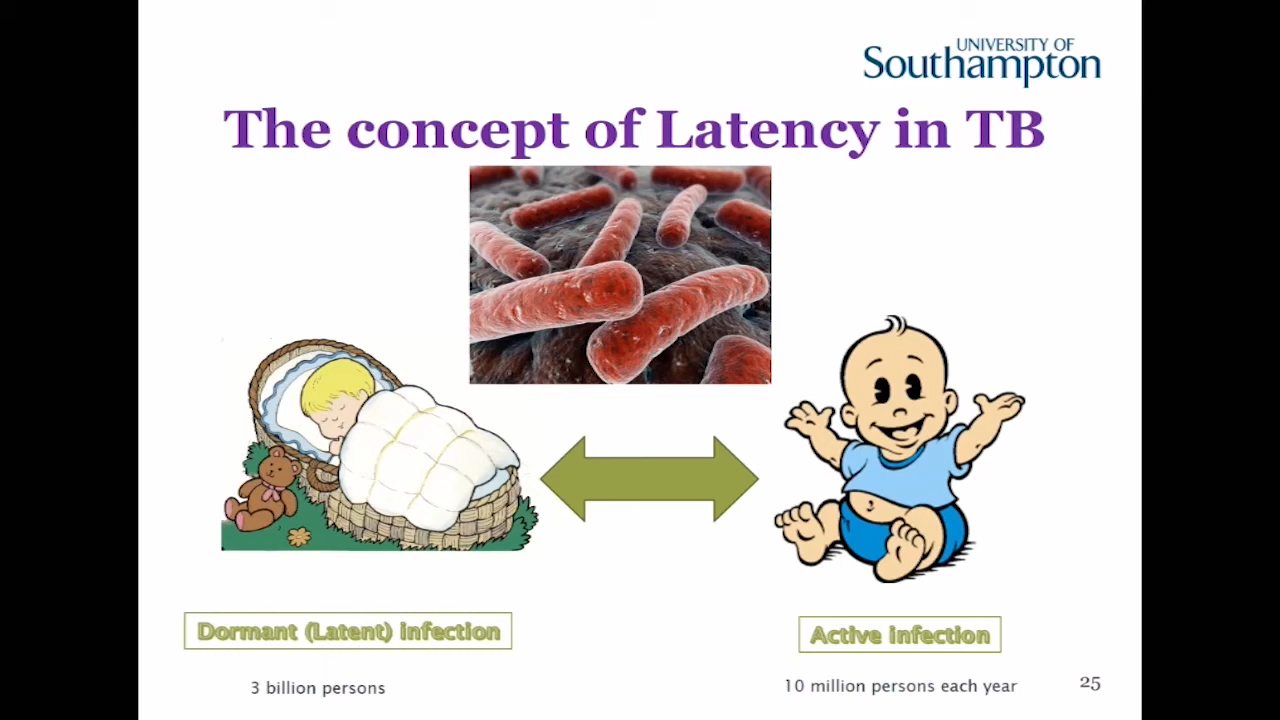 UNIVERSITY OF
Southampton
The concept of Latency in TB
Dormant (Latent) infection
Active infection
3 billion persons
10 million persons each year
25